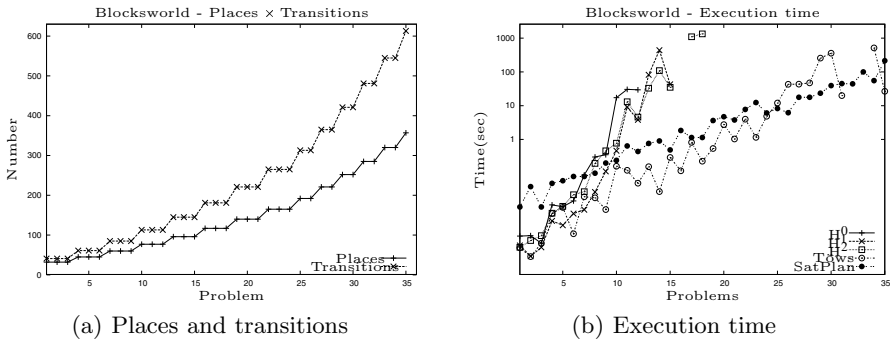 Blocksworld - Places × Transitions
600
500
400
300
200
100
0
Number
5 10 15 20 25 30 35
Problem
Places
Transitions
(a) Places and transitions
Blocksworld - Execution time
1000
100
10
1
Time(sec)
5 10 15 20 25 30 35
Problems
H0
H1
H2
Tows
SatPlan
(b) Execution time